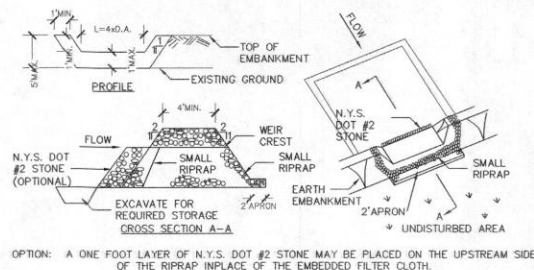 1'MIN.
L=4xD.A.
5'MAX.
1'MIN.
1'MAX.
1
1
TOP OF
EMBANKMENT
EXISTING GROUND
PROFILE
4'MIN.
FLOW
2
1
2
1
WEIR
CREST
N.Y.S. DOT
#2 STONE
(OPTIONAL)
SMALL
RIPRAP
SMALL
RIPRAP
2'APRON
EXCAVATE FOR
REQUIRED STORAGE
CROSS SECTION A-A
FLOW
A
N.Y.S.
DOT #2
STONE
SMALL
RIPRAP
EARTH
EMBANKMENT
2'APRON
A
UNDISTURBED AREA
OPTION: A ONE FOOT LAYER OF N.Y.S. DOT #2 STONE MAY BE PLACED ON THE UPSTREAM SIDE
OF THE RIPRAP INPLACE OF THE EMBEDDED FILTER CLOTH.